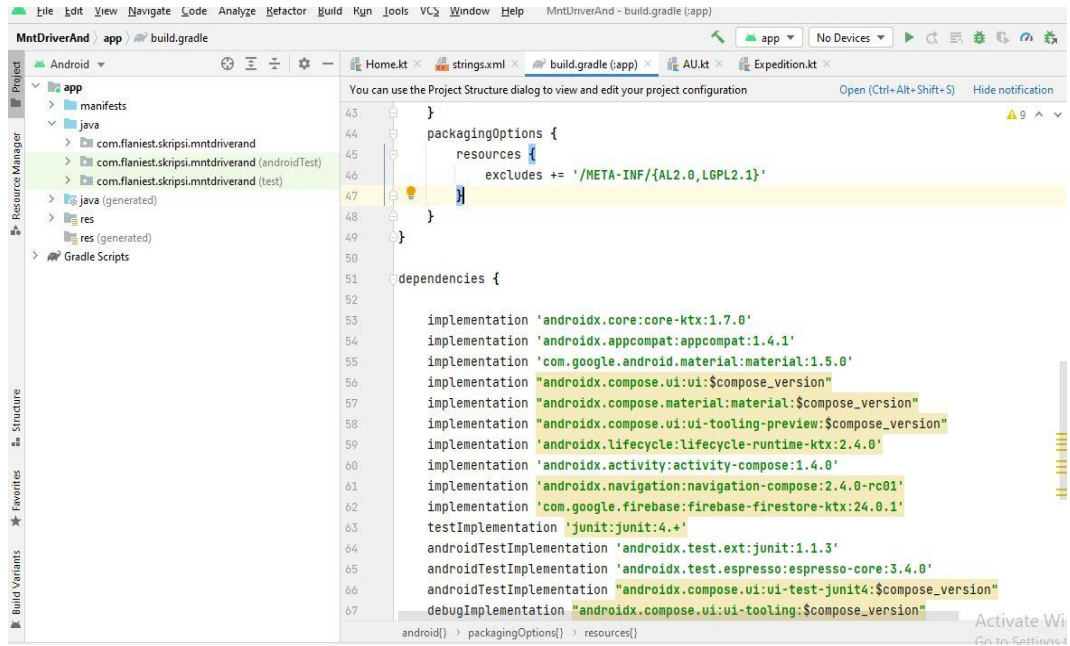 File Edit View Navigate Code Analyze Refactor Build Run Tools VCS Window Help MntDriverAnd - build.gradle (:app)
MntDriverAnd app build.gradle app No Devices
Project
Resource Manager
Structure
Favorites
Build Variants
Android
app
manifests
java
com.flaniest.skripsi.mntdriverand
com.flaniest.skripsi.mntdriverand (androidTest)
com.flaniest.skripsi.mntdriverand (test)
java (generated)
res
res (generated)
Gradle Scripts
Home.kt strings.xml build.gradle (:app) AU.kt Expedition.kt
You can use the Project Structure dialog to view and edit your project configuration Open (Ctrl+Alt+Shift+S) Hide notification
9
43 }
44 packagingOptions {
45 resources {
46 excludes += '/META-INF/{AL2.0,LGPL2.1}'
47 }
48 }
49 }
50
51 dependencies {
52
53 implementation 'androidx.core:core-ktx:1.7.0'
54 implementation 'androidx.appcompat:appcompat:1.4.1'
55 implementation 'com.google.android.material:material:1.5.0'
56 implementation "androidx.compose.ui:ui:$compose_version"
57 implementation "androidx.compose.material:material:$compose_version"
58 implementation "androidx.compose.ui:ui-tooling-preview:$compose_version"
59 implementation 'androidx.lifecycle:lifecycle-runtime-ktx:2.4.0'
60 implementation 'androidx.activity:activity-compose:1.4.0'
61 implementation 'androidx.navigation:navigation-compose:2.4.0-rc01'
62 implementation 'com.google.firebase:firebase-firestore-ktx:24.0.1'
63 testImplementation 'junit:junit:4.+'
64 androidTestImplementation 'androidx.test.ext:junit:1.1.3'
65 androidTestImplementation 'androidx.test.espresso:espresso-core:3.4.0'
66 androidTestImplementation "androidx.compose.ui:ui-test-junit4:$compose_version"
67 debugImplementation "androidx.compose.ui:ui-tooling:$compose_version"
android{} packagingOptions{} resources{}
Activate Wi
Go to Settings t